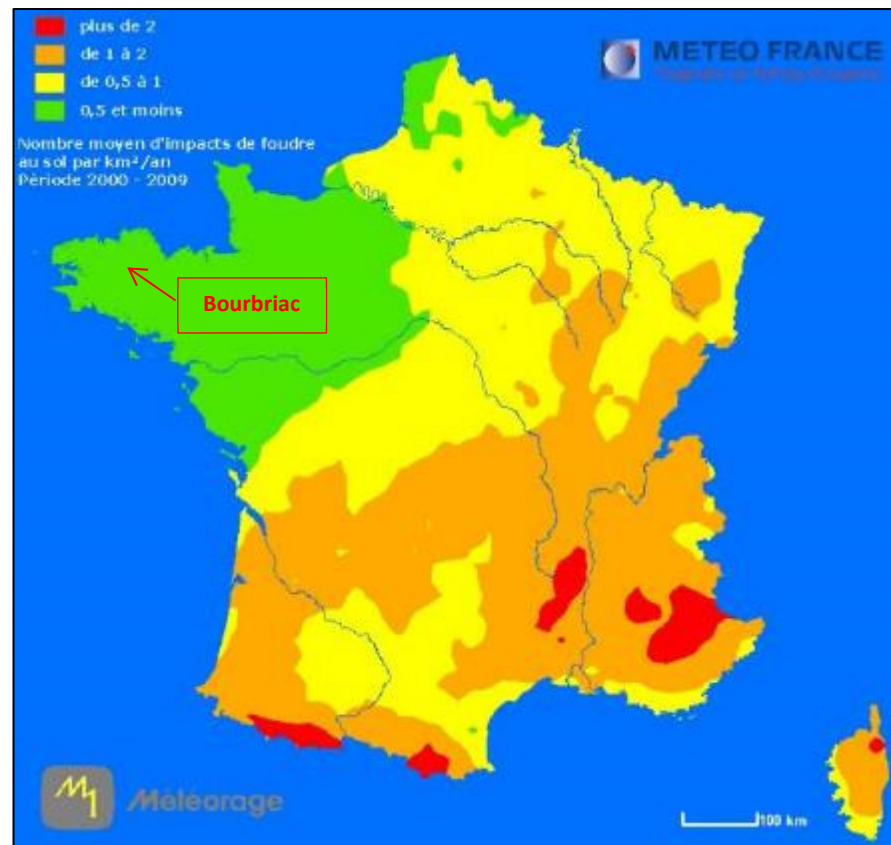 plus de 2
de 1 à 2
de 0,5 à 1
0,5 et moins
METEO FRANCE
Nombre moyen d'impacts de foudre
au sol par km²/an
Période 2000 - 2009
Bourbriac
Météorage
100 km